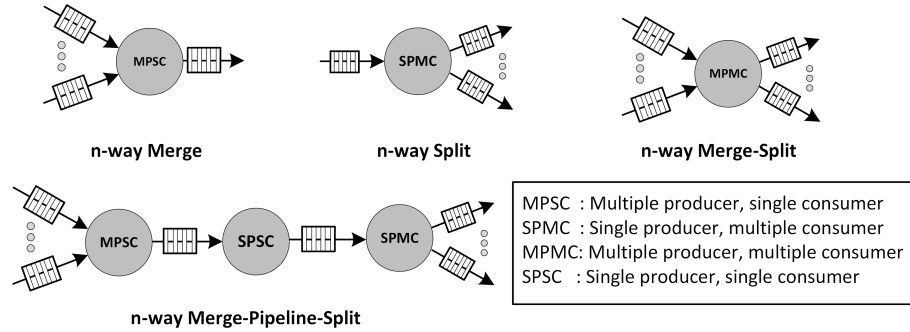 MPSC
SPMC
MPMC
n-way Merge
n-way Split
n-way Merge-Split
MPSC
SPSC
SPMC
n-way Merge-Pipeline-Split
MPSC : Multiple producer, single consumer
SPMC : Single producer, multiple consumer
MPMC: Multiple producer, multiple consumer
SPSC : Single producer, single consumer